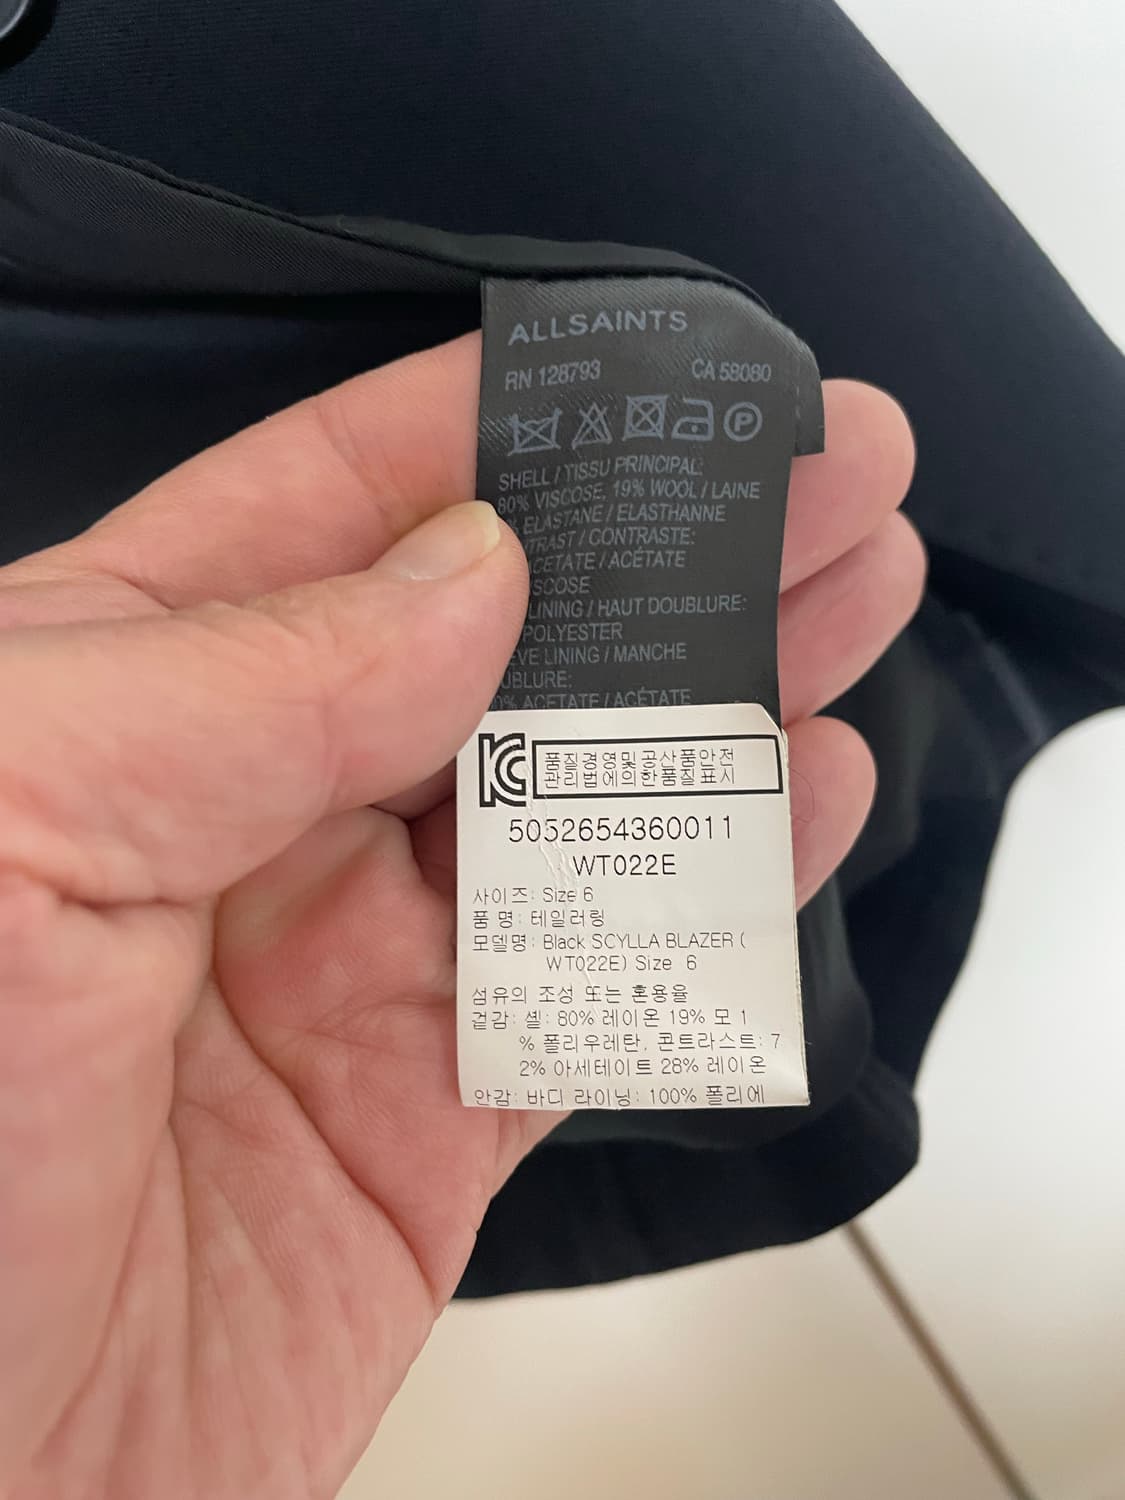 ALLSAINTS
RN 128793 CA 58080
SHELL / TISSU PRINCIPAL:
80% VISCOSE, 19% WOOL / LAINE
ELASTANE / ELASTHANNE
/ CONTRASTE:
/ ACÉTATE
LINING / HAUT DOUBLURE:
POLYESTER
LINING / MANCHE
ACETATE / ACÉTATE
품질경영및공산품안전
관리법에의한품질표시
5052654360011
WT022E
사이즈: Size 6
품 명: 테일러링
모델명: Black SCYLLA BLAZER (
WT022E) Size 6
섬유의 조성 또는 혼용율
겉감: 셸: 80% 레이온 19% 모 1
% 폴리우레탄, 콘트라스트: 7
2% 아세테이트 28% 레이온
안감: 바디 라이닝: 100% 폴리에